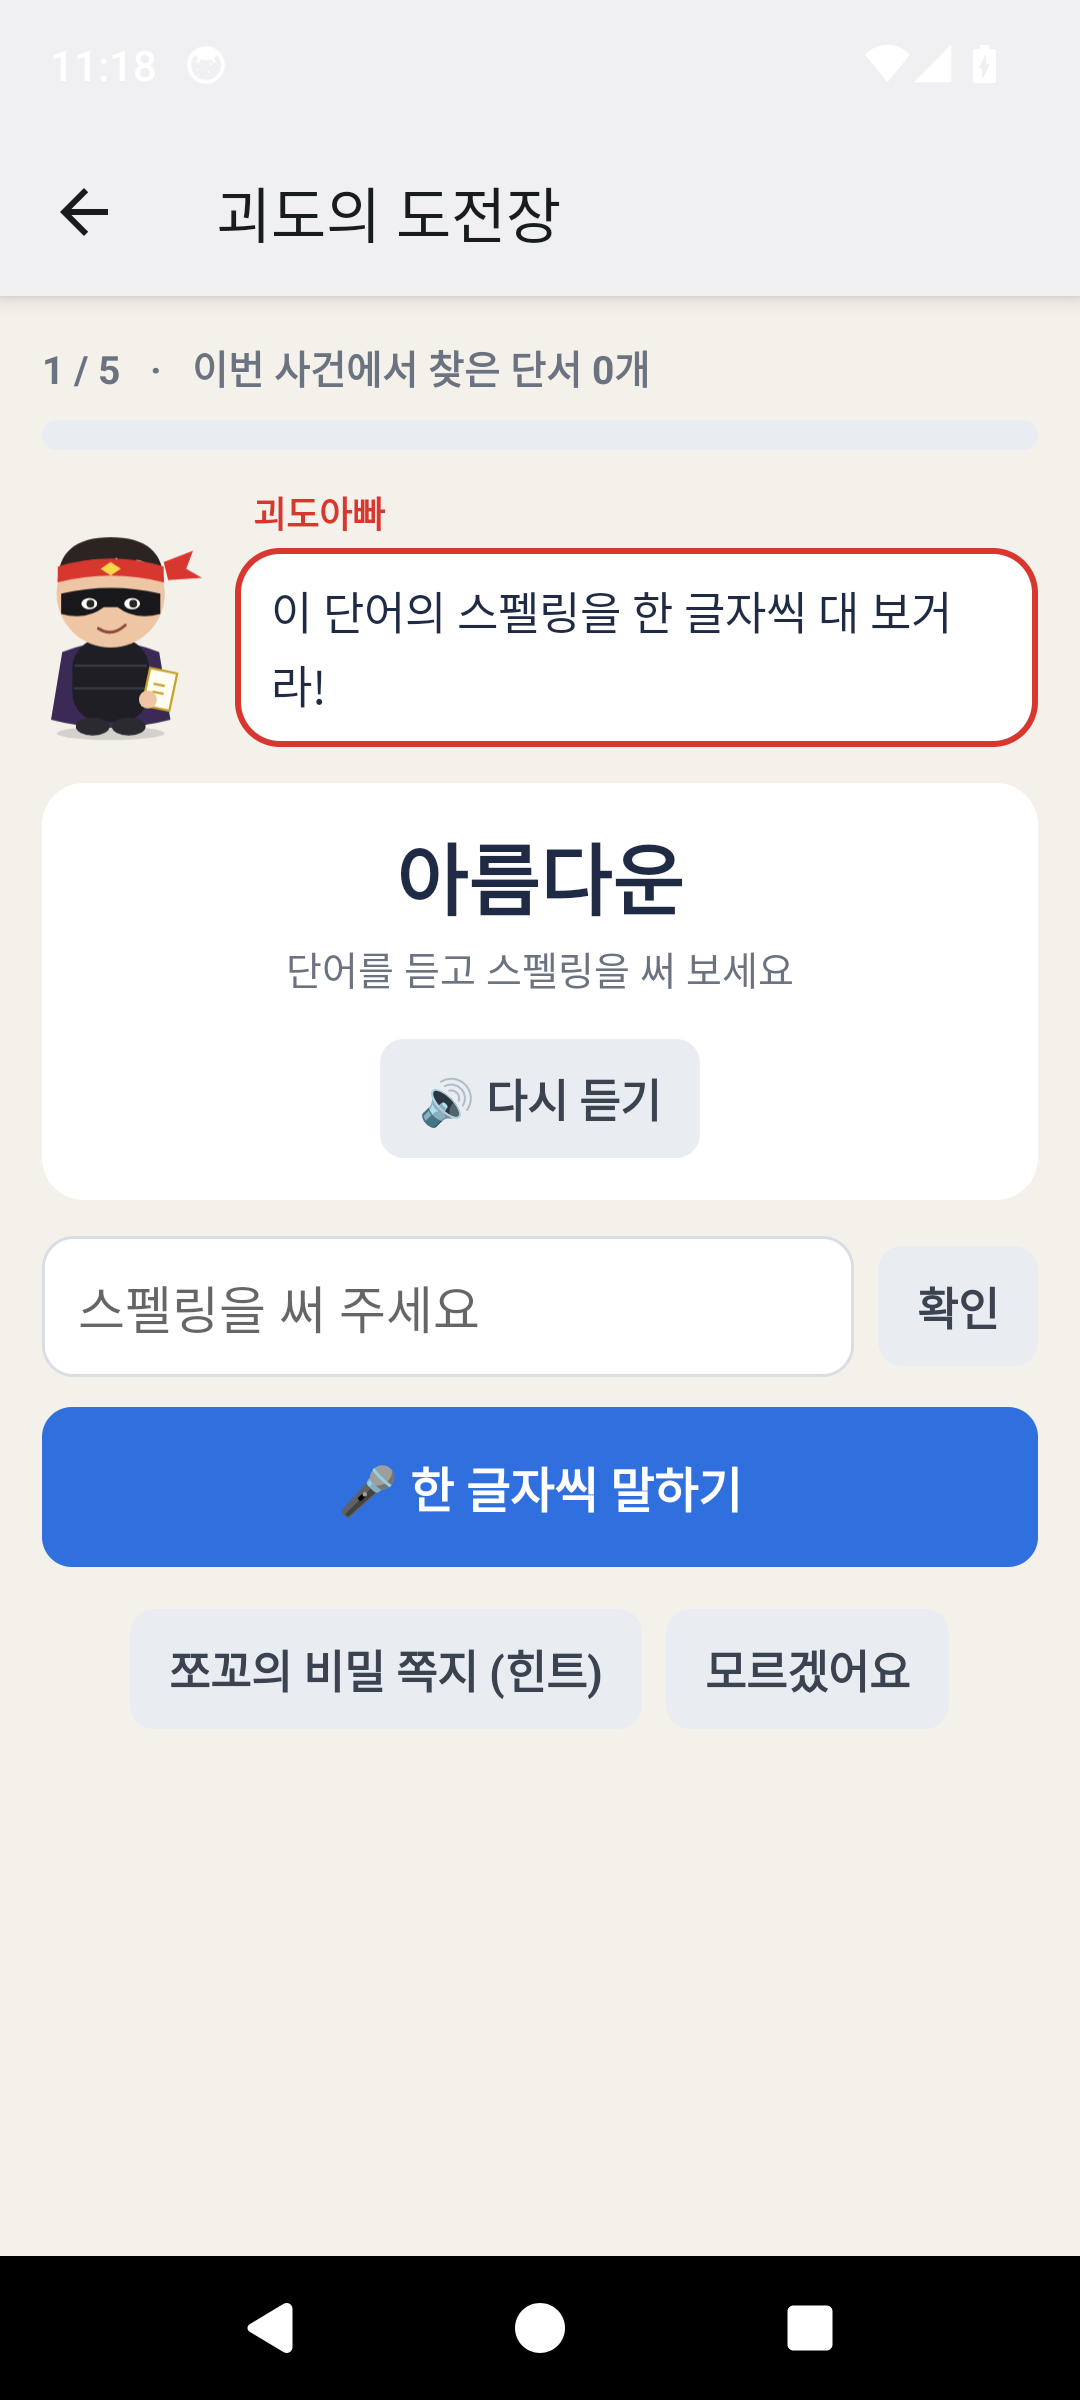 11:18
괴도의 도전장
1 / 5 · 이번 사건에서 찾은 단서 0개
괴도아빠
이 단어의 스펠링을 한 글자씩 대 보거
라!
아름다운
단어를 듣고 스펠링을 써 보세요
🔊 다시 듣기
스펠링을 써 주세요
확인
🎤 한 글자씩 말하기
쪼꼬의 비밀 쪽지 (힌트)
모르겠어요